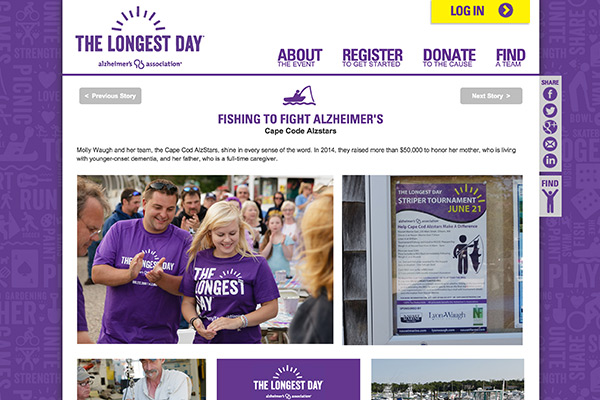 LOG IN
THE LONGEST DAY
alzheimer's association
ABOUT
THE EVENT
REGISTER
TO GET STARTED
DONATE
TO THE CAUSE
FIND
A TEAM
< Previous Story
Next Story >
FISHING TO FIGHT ALZHEIMER'S
Cape Code Alzstars
Molly Waugh and her team, the Cape Cod AlzStars, shine in every sense of the word. In 2014, they raised more than $50,000 to honor her mother, who is living
with younger-onset dementia, and her father, who is a full-time caregiver.
SHARE
FIND
THE LONGEST
DAY
THE
LONGEST
DAY
THE LONGEST DAY
STRIPER TOURNAMENT
JUNE 21
alzheimer's association
Help Cape Cod Alzstars Make A Difference
LyonsWaugh
THE LONGEST DAY
alzheimer's association